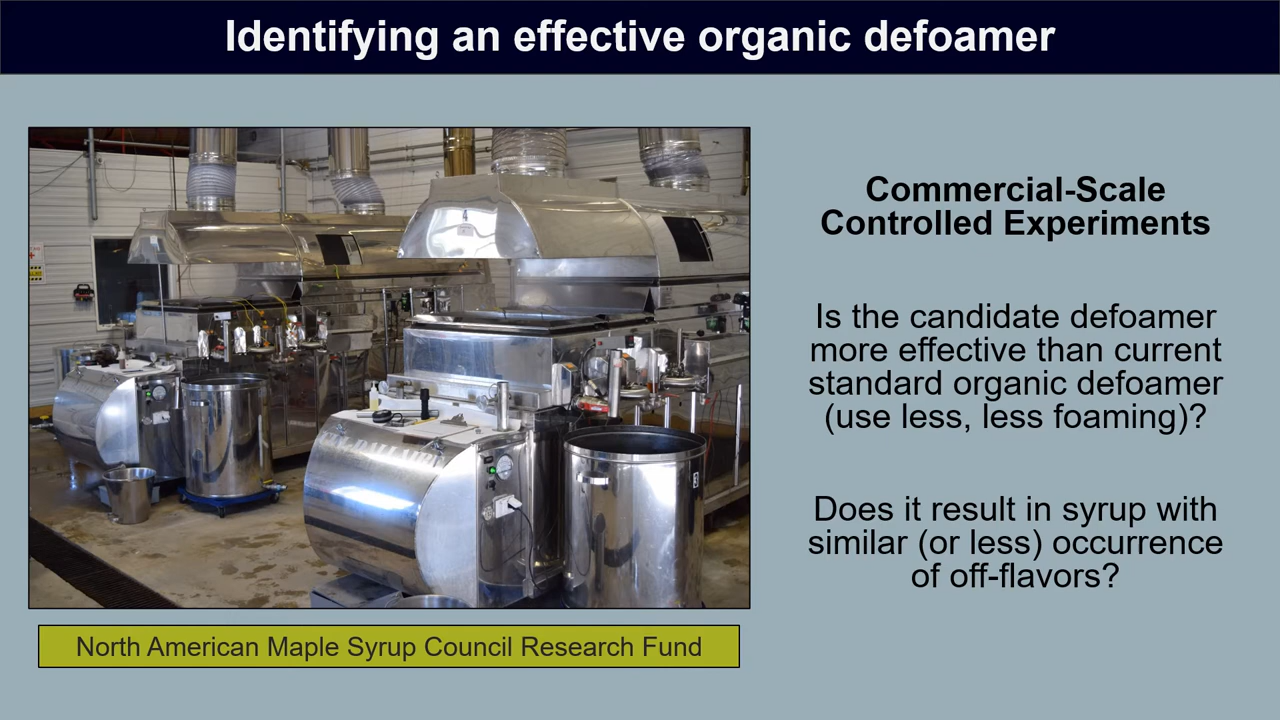 Identifying an effective organic defoamer
4
Commercial-Scale
Controlled Experiments
Is the candidate defoamer
more effective than current
standard organic defoamer
(use less, less foaming)?
Does it result in syrup with
similar (or less) occurrence
of off-flavors?
North American Maple Syrup Council Research Fund